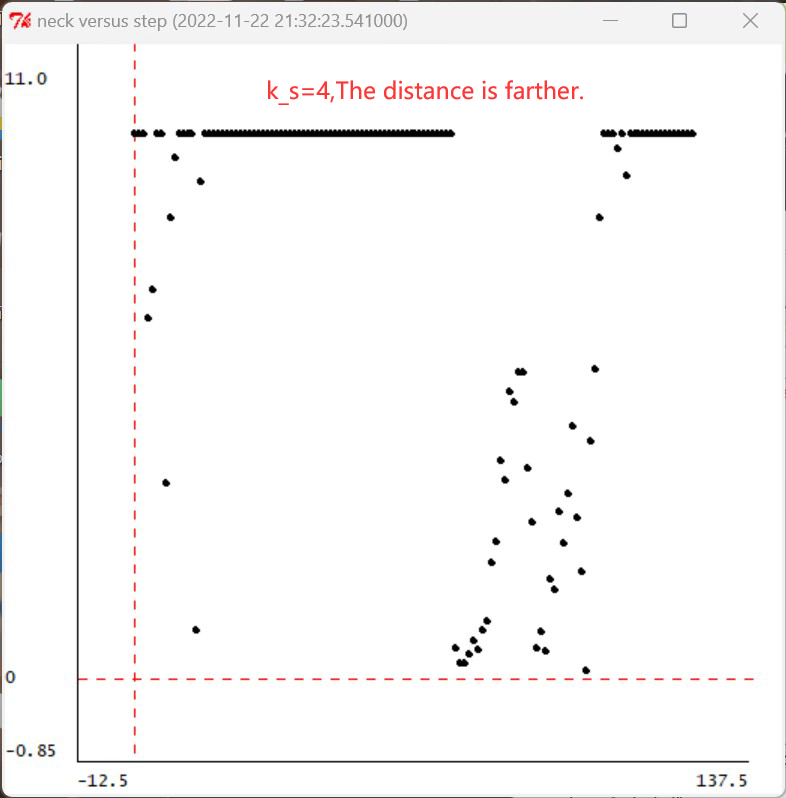 neck versus step (2022-11-22 21:32:23.541000)
11.0
k_s=4,The distance is farther.
0
-0.85
-12.5
137.5